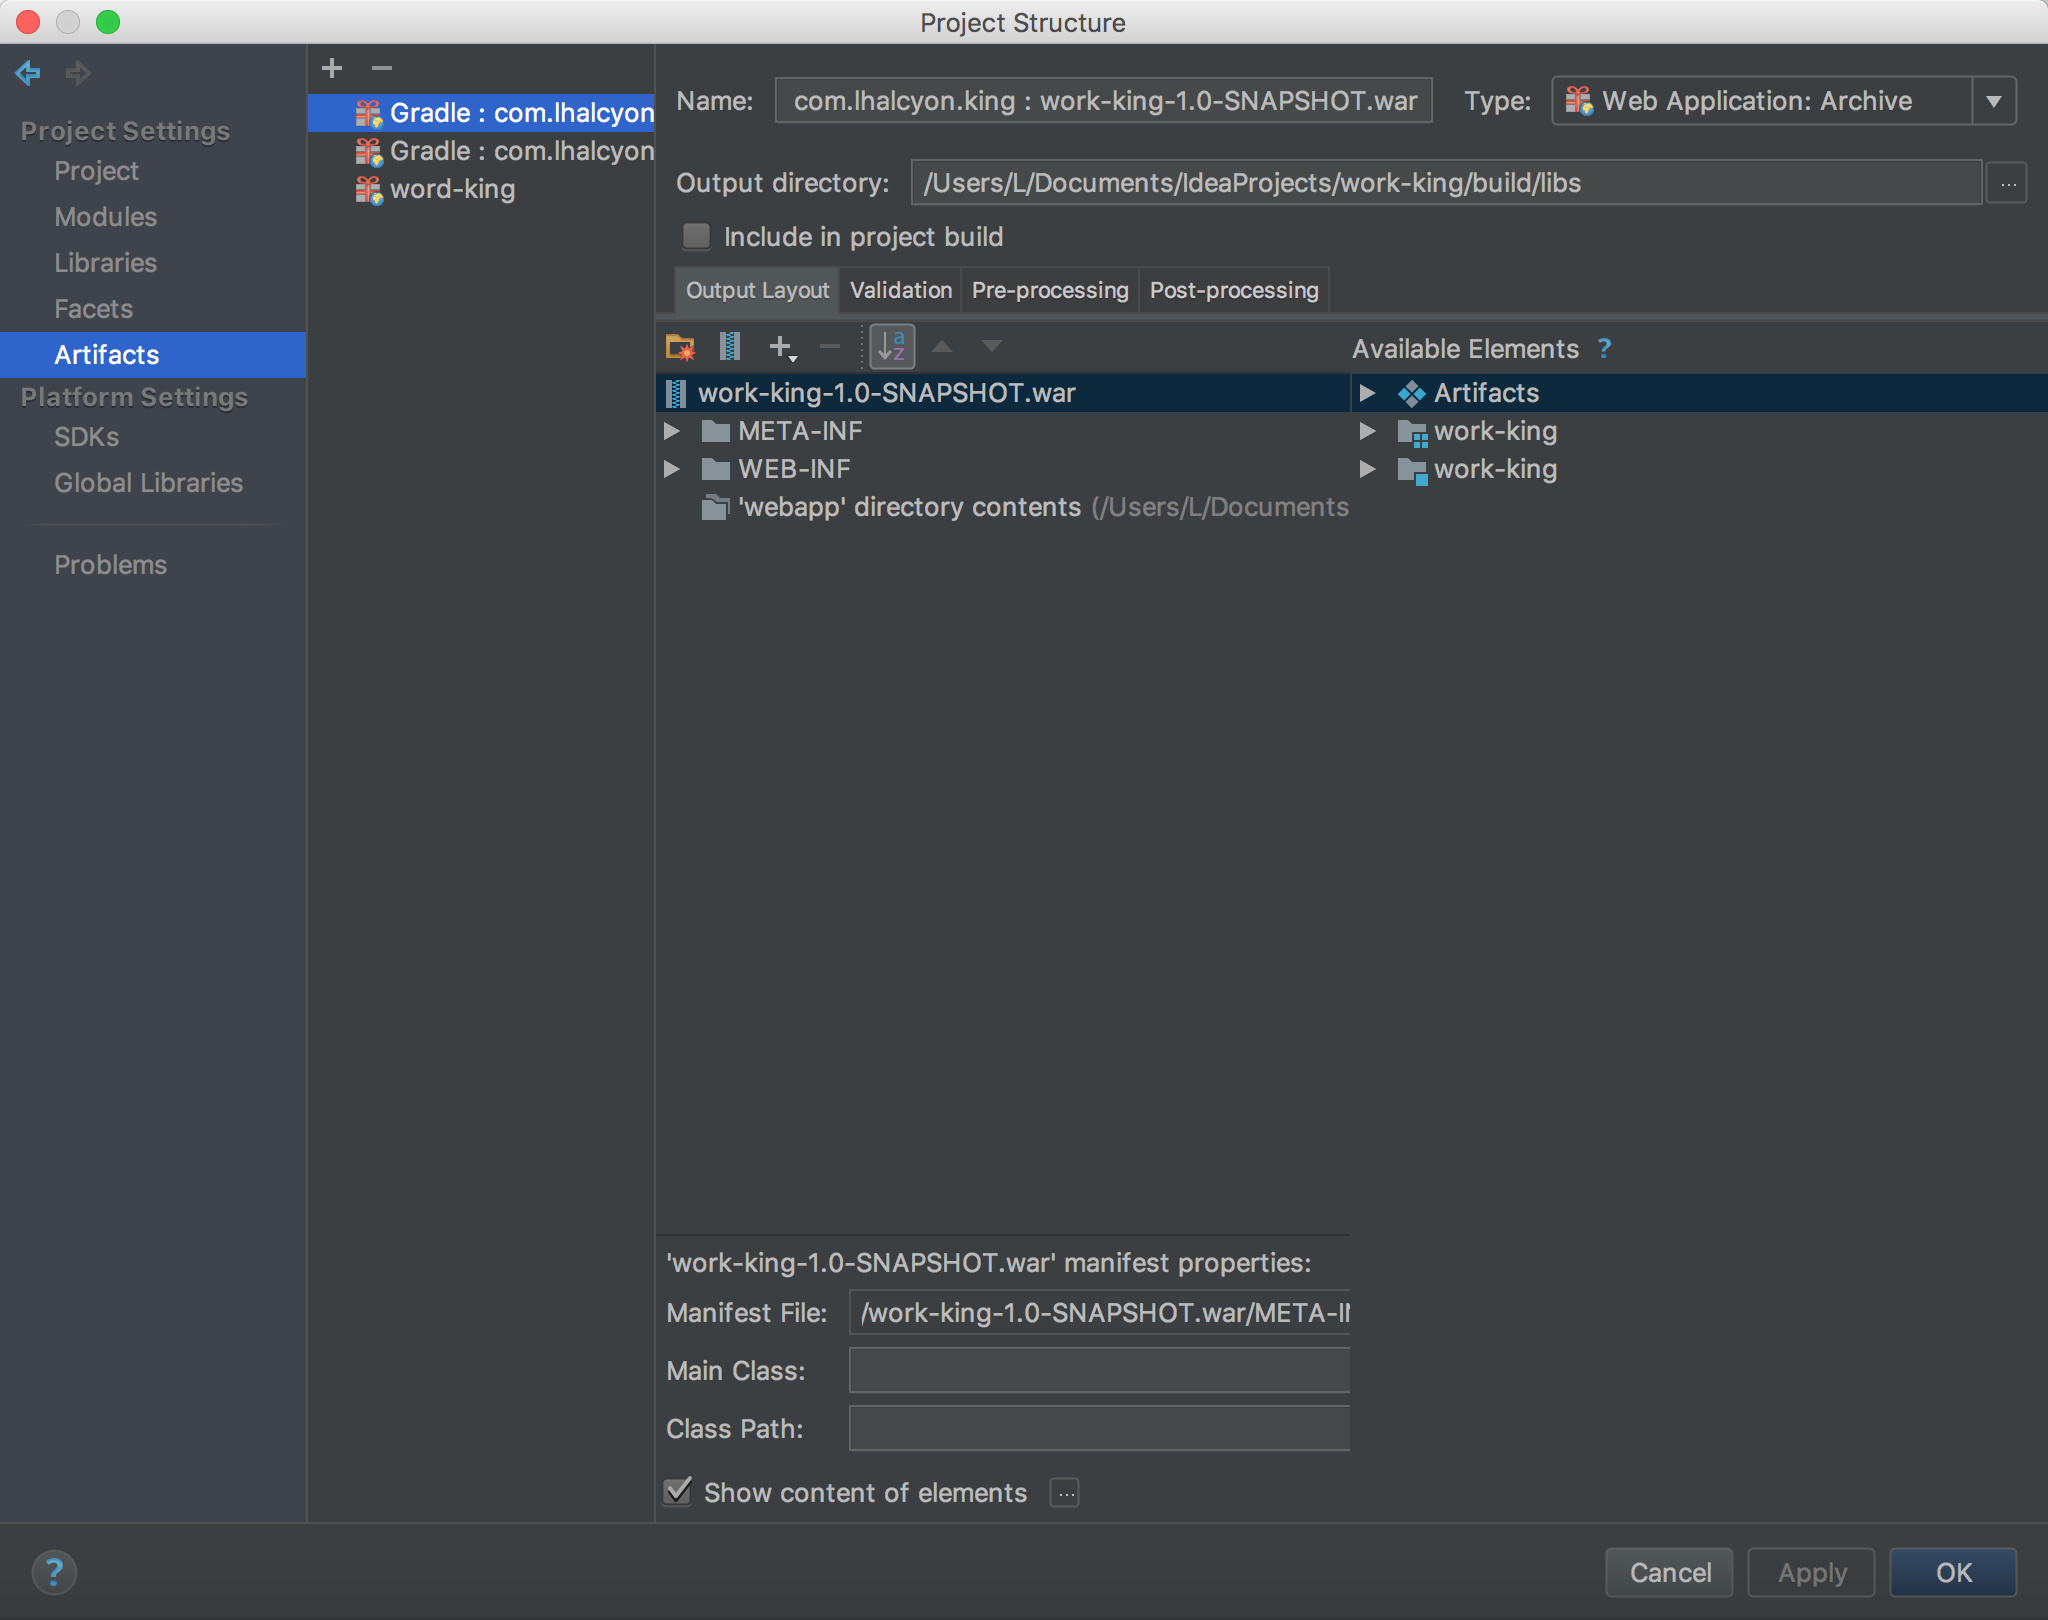 Project Structure
Project Settings
Project
Modules
Libraries
Facets
Artifacts
Platform Settings
SDKs
Global Libraries
Problems
Gradle : com.lhalcyon
Gradle : com.lhalcyon
word-king
Name: com.lhalcyon.king : work-king-1.0-SNAPSHOT.war Type: Web Application: Archive
Output directory: /Users/L/Documents/IdeaProjects/work-king/build/libs ...
Include in project build
Output Layout Validation Pre-processing Post-processing
a
z
Available Elements ?
work-king-1.0-SNAPSHOT.war
META-INF
WEB-INF
'webapp' directory contents (/Users/L/Documents
Artifacts
work-king
work-king
'work-king-1.0-SNAPSHOT.war' manifest properties:
Manifest File: /work-king-1.0-SNAPSHOT.war/META-IN
Main Class:
Class Path:
Show content of elements ...
? Cancel Apply OK